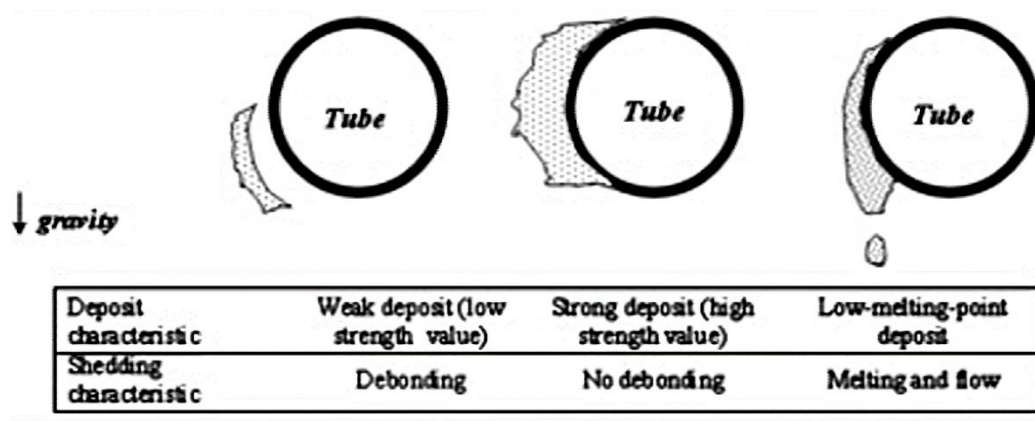 Tube
Tube
Tube
gravity
Deposit characteristic
Weak deposit (low strength value)
Strong deposit (high strength value)
Low-melting-point deposit
Shedding characteristic
Debonding
No debonding
Melting and flow